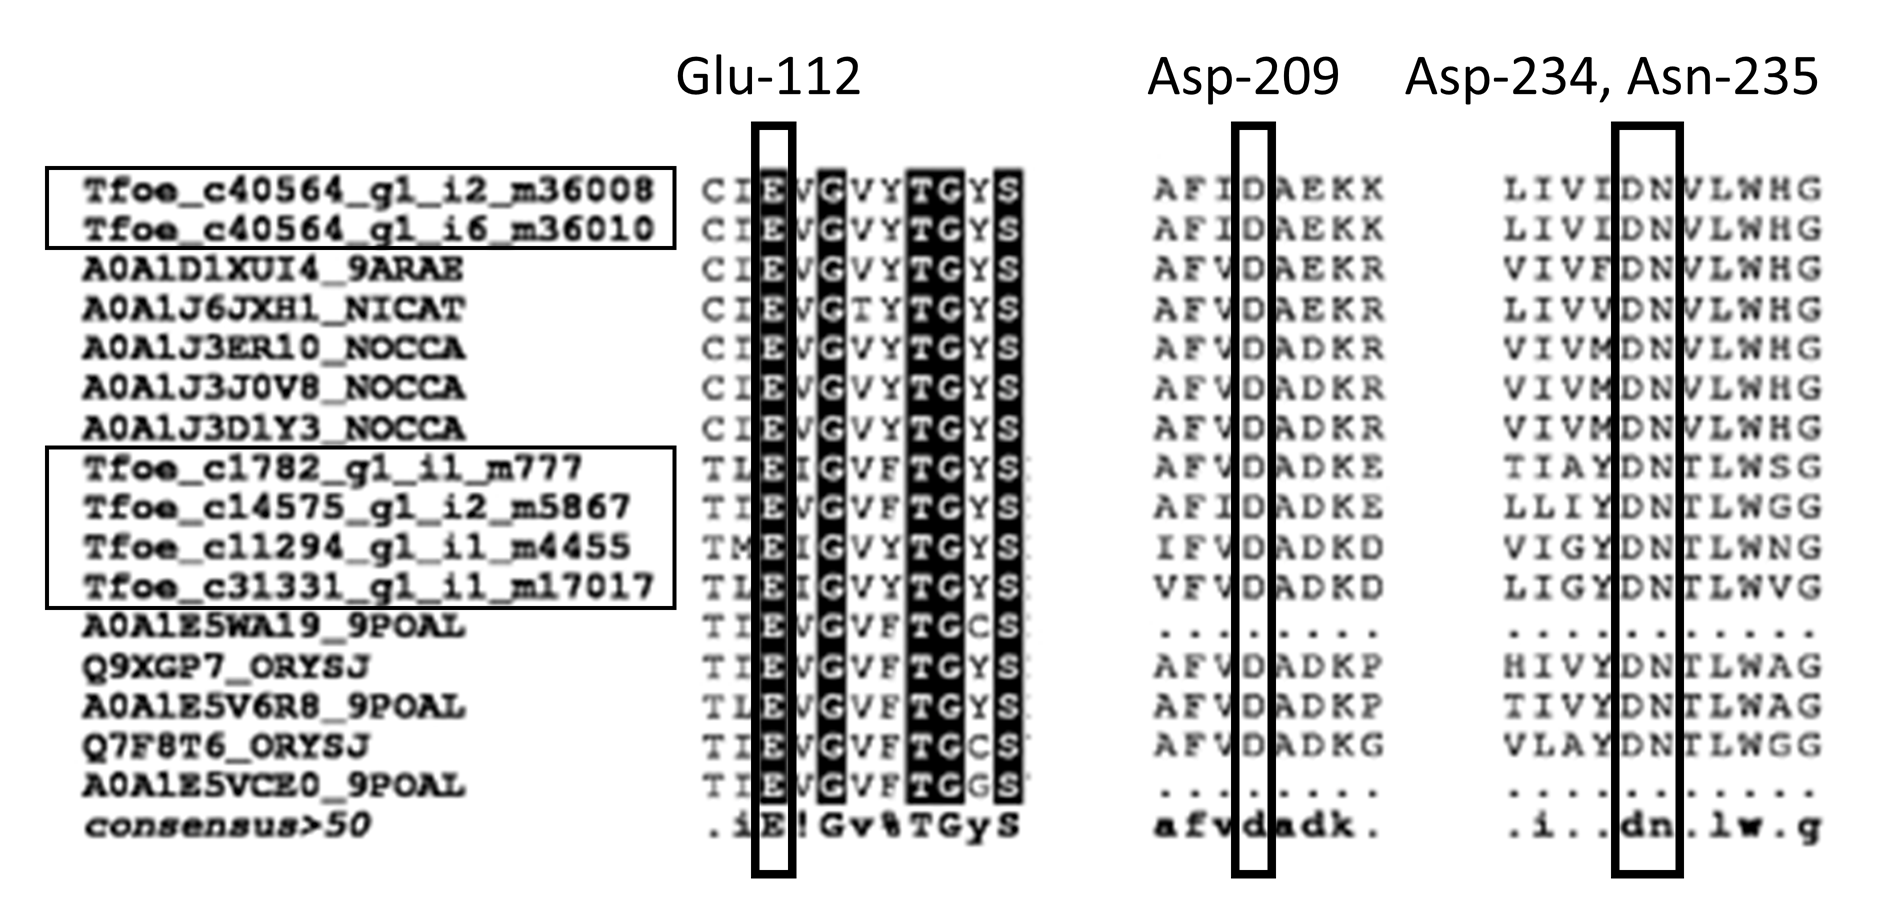 Glu-112 Asp-209 Asp-234, Asn-235
Tfoe_c40564_g1_i2_m36008 CIEVGVYTGYS AFIDAEKK LIVIDNVLWHG
Tfoe_c40564_g1_i6_m36010 CIEVGVYTGYS AFIDAEKK LIVIDNVLWHG
A0A1D1XUI4_9ARAE CIEVGVYTGYS AFVDAEKR VIVFDNVLWHG
A0A1J6JXH1_NICAT CIEVGTYTGYS AFVDAEKR LIVVDNVLWHG
A0A1J3ER10_NOCCA CIEVGVYTGYS AFVDADKR VIVMDNVLWHG
A0A1J3J0V8_NOCCA CIEVGVYTGYS AFVDADKR VIVMDNVLWHG
A0A1J3D1Y3_NOCCA CIEVGVYTGYS AFVDADKR VIVMDNVLWHG
Tfoe_c1782_g1_i1_m777 TLEIGVFTGYS AFVDADKE TIAYDNTLWSG
Tfoe_c14575_g1_i2_m5867 TIEVGVFTGYS AFIDADKE LLIYDNTLWGG
Tfoe_c11294_g1_i1_m4455 TMEIGVYTGYS IFVDADKD VIGYDNTLWNG
Tfoe_c31331_g1_i1_m17017 TLEIGVYTGYS VFVDADKD LIGYDNTLWVG
A0A1E5WA19_9POAL TIEVGVFTGCS ........ ...........
Q9XGP7_ORYSJ TIEVGVFTGYS AFVDADKP HIVYDNTLWAG
A0A1E5V6R8_9POAL TLEVGVFTGYS AFVDADKP TIVYDNTLWAG
Q7F8T6_ORYSJ TIEVGVFTGCS AFVDADKG VLAYDNTLWGG
A0A1E5VCE0_9POAL TIEVGVFTGGS ........ ...........
consensus>50 .iE!Gv%TGyS afvdadk. .i..dn.lw.g